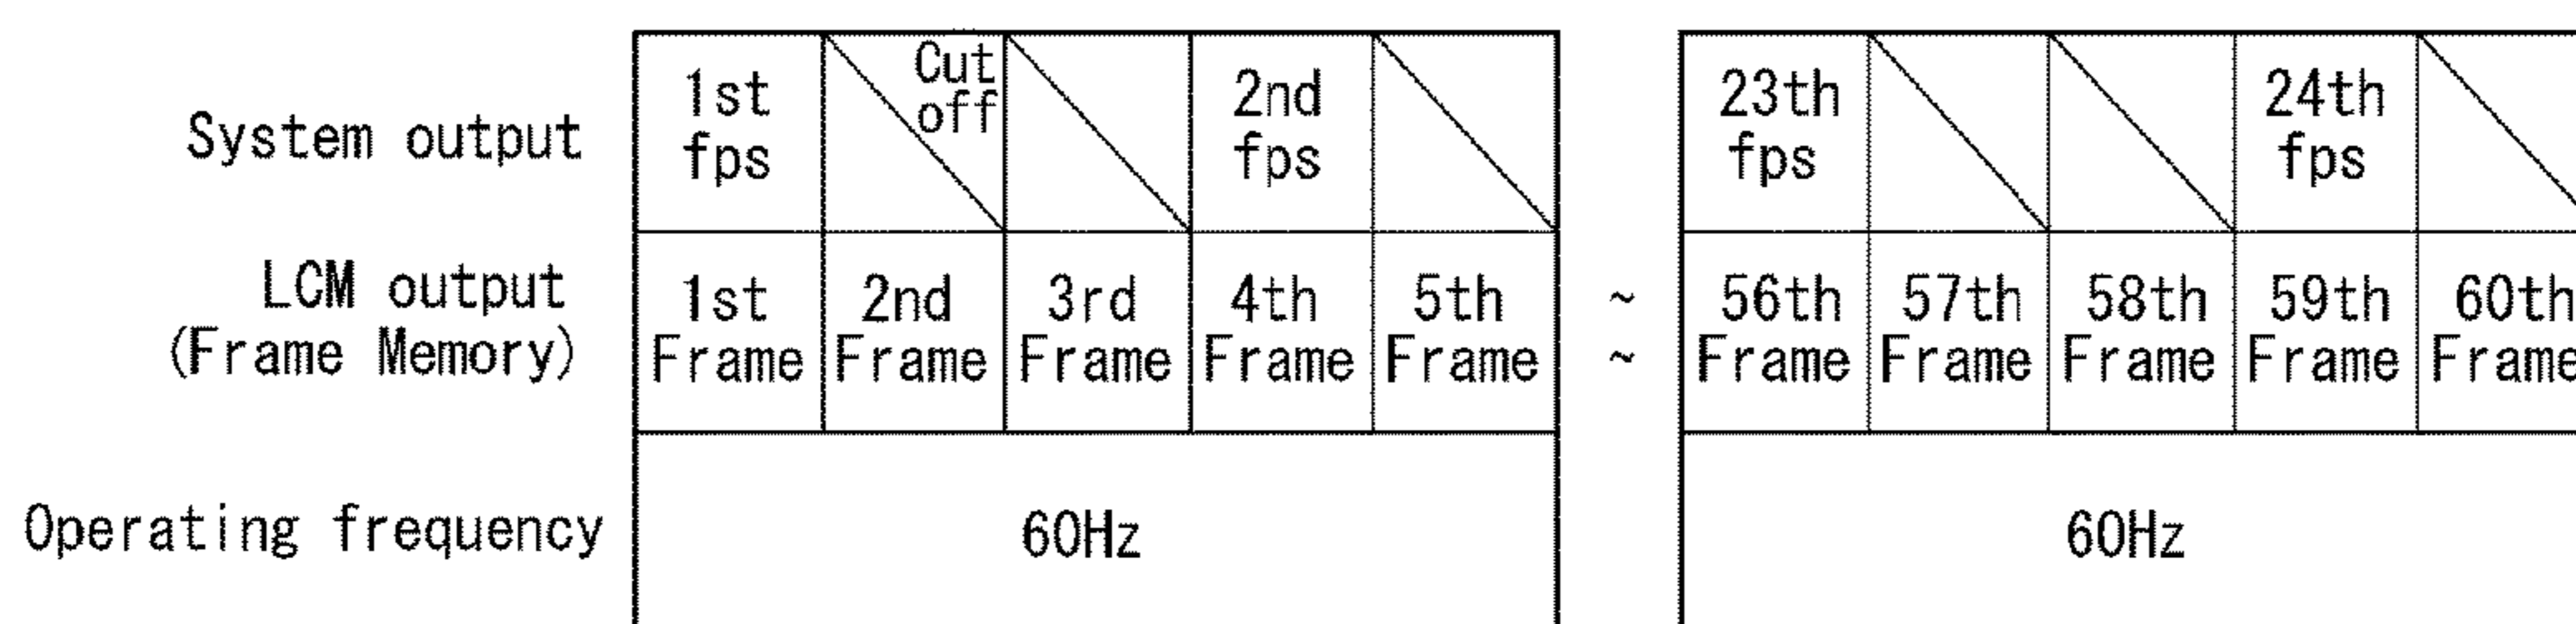 System output
1st fps
Cut off
2nd fps
23th fps
24th fps
LCM output (Frame Memory)
1st Frame
2nd Frame
3rd Frame
4th Frame
5th Frame
~
~
56th Frame
57th Frame
58th Frame
59th Frame
60th Frame
Operating frequency
60Hz
60Hz